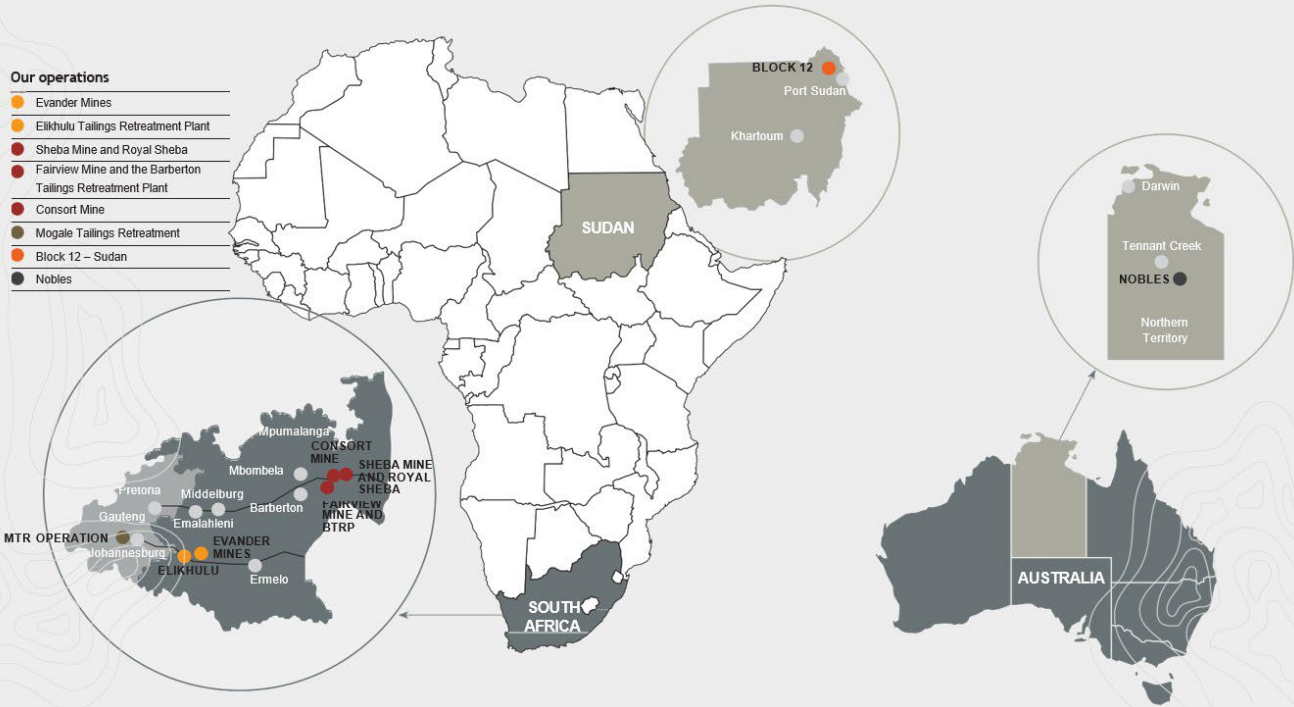 Our operations
Evander Mines
Elikhulu Tailings Retreatment Plant
Sheba Mine and Royal Sheba
Fairview Mine and the Barberton
Tailings Retreatment Plant
Consort Mine
Mogale Tailings Retreatment
Block 12 – Sudan
Nobles
SUDAN
SOUTH
AFRICA
BLOCK 12
Port Sudan
Khartoum
Darwin
Tennant Creek
NOBLES
Northern
Territory
AUSTRALIA
Mpumalanga
CONSORT
MINE
Mbombela
SHEBA MINE
AND ROYAL
SHEBA
Pretona
Middelburg
Barberton
FAIRVIEW
MINE AND
BTRP
Gauteng
Emalahleni
MTR OPERATION
Johannesburg
EVANDER
MINES
ELIKHULU
Ermelo